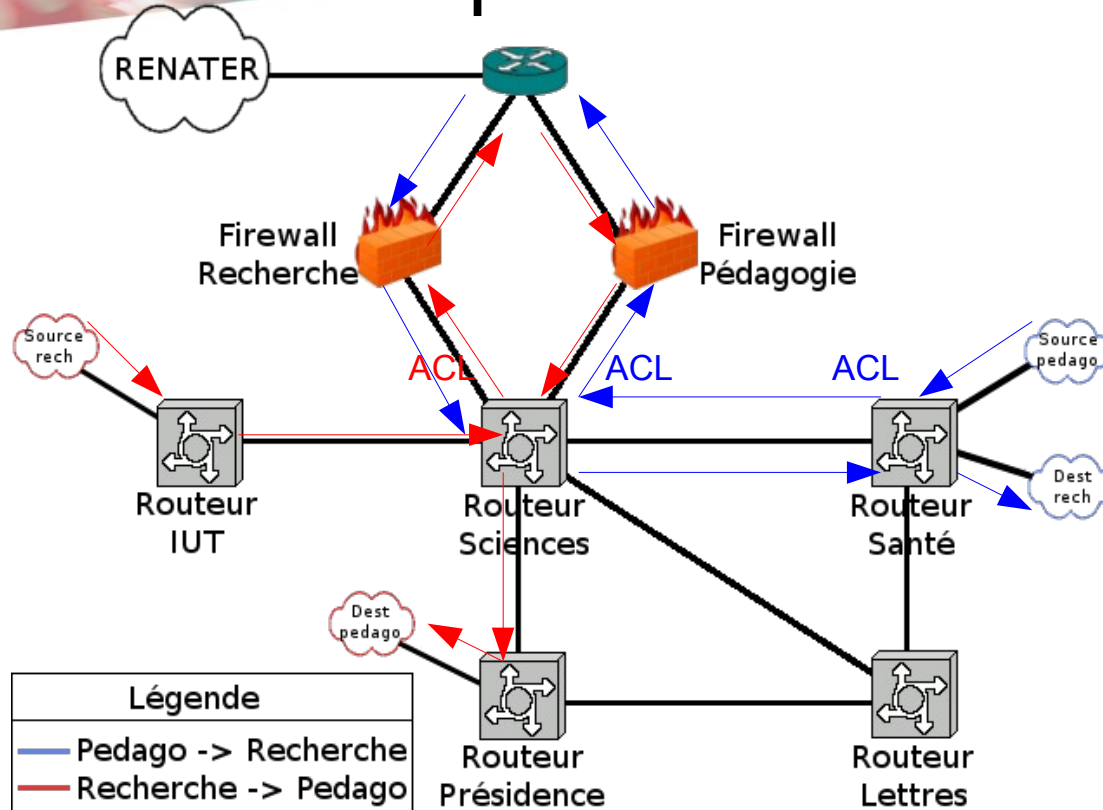 RENATER
Firewall
Recherche
Firewall
Pédagogie
Source
rech
ACL
ACL
ACL
Source
pedago
Routeur
IUT
Routeur
Sciences
Routeur
Santé
Dest
rech
Dest
pedago
Légende
Pedago -> Recherche
Recherche -> Pedago
Routeur
Présidence
Routeur
Lettres